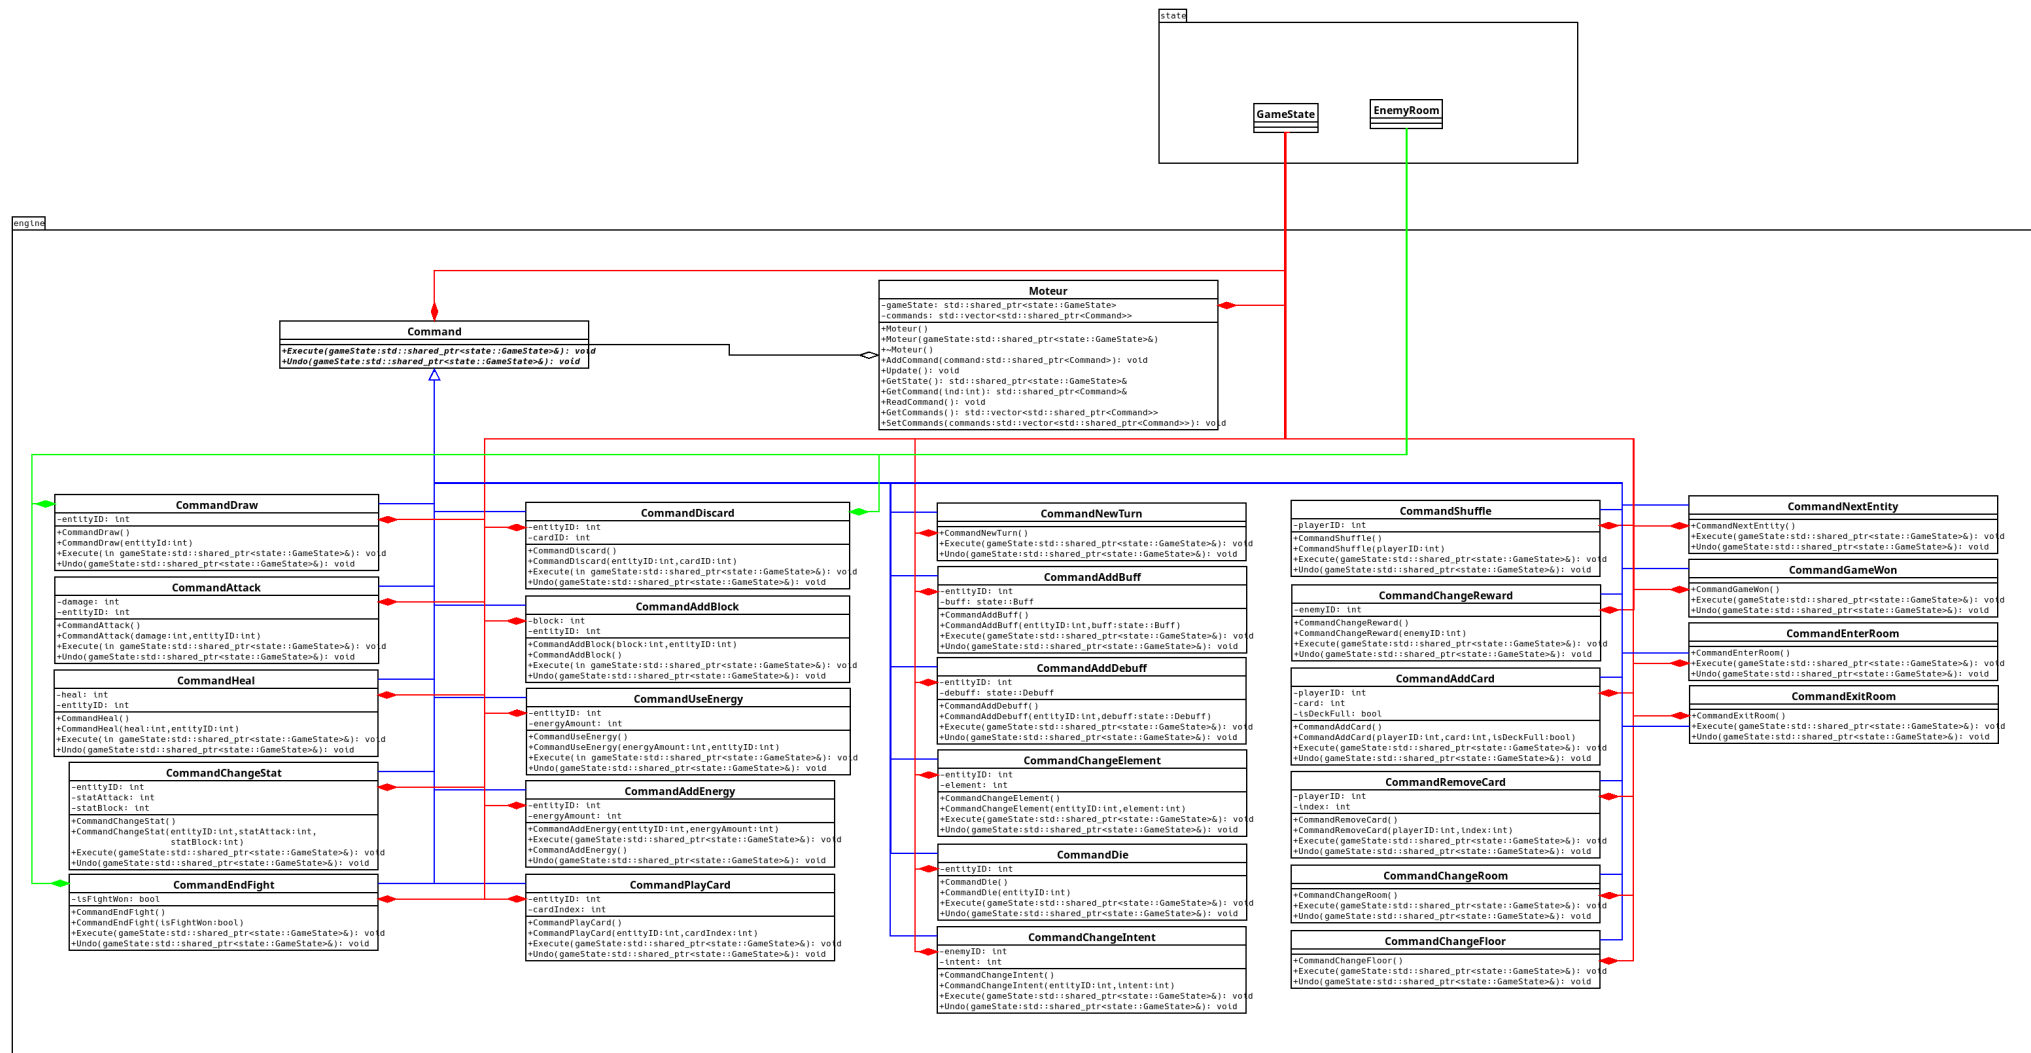 state
GameState
EnemyRoom
engine
Moteur
-gameState: std::shared_ptr<state::GameState>
-commands: std::vector<std::shared_ptr<Command>>
+Moteur()
+Moteur(gameState:std::shared_ptr<state::GameState>&)
+~Moteur()
+AddCommand(command:std::shared_ptr<Command>): void
+Update(): void
+GetState(): std::shared_ptr<state::GameState>&
+GetCommand(ind:int): std::shared_ptr<Command>&
+ReadCommand(): void
+GetCommands(): std::vector<std::shared_ptr<Command>>
+SetCommands(commands:std::vector<std::shared_ptr<Command>>): void
Command
+Execute(gameState:std::shared_ptr<state::GameState>&): void
+Undo(gameState:std::shared_ptr<state::GameState>&): void
CommandDraw
-entityID: int
+CommandDraw()
+CommandDraw(entityId:int)
+Execute(in gameState:std::shared_ptr<state::GameState>&): void
+Undo(gameState:std::shared_ptr<state::GameState>&): void
CommandAttack
-damage: int
-entityID: int
+CommandAttack()
+CommandAttack(damage:int,entityID:int)
+Execute(in gameState:std::shared_ptr<state::GameState>&): void
+Undo(gameState:std::shared_ptr<state::GameState>&): void
CommandHeal
-heal: int
-entityID: int
+CommandHeal()
+CommandHeal(heal:int,entityID:int)
+Execute(in gameState:std::shared_ptr<state::GameState>&): void
+Undo(gameState:std::shared_ptr<state::GameState>&): void
CommandChangeStat
-entityID: int
-statAttack: int
-statBlock: int
+CommandChangeStat()
+CommandChangeStat(entityID:int,statAttack:int,
statBlock:int)
+Execute(gameState:std::shared_ptr<state::GameState>&): void
+Undo(gameState:std::shared_ptr<state::GameState>&): void
CommandEndFight
-isFightWon: bool
+CommandEndFight()
+CommandEndFight(isFightWon:bool)
+Execute(gameState:std::shared_ptr<state::GameState>&): void
+Undo(gameState:std::shared_ptr<state::GameState>&): void
CommandDiscard
-entityID: int
-cardID: int
+CommandDiscard()
+CommandDiscard(entityID:int,cardID:int)
+Execute(in gameState:std::shared_ptr<state::GameState>&): void
+Undo(gameState:std::shared_ptr<state::GameState>&): void
CommandAddBlock
-block: int
-entityID: int
+CommandAddBlock(block:int,entityID:int)
+CommandAddBlock()
+Execute(in gameState:std::shared_ptr<state::GameState>&): void
+Undo(gameState:std::shared_ptr<state::GameState>&): void
CommandUseEnergy
-entityID: int
-energyAmount: int
+CommandUseEnergy()
+CommandUseEnergy(energyAmount:int,entityID:int)
+Execute(in gameState:std::shared_ptr<state::GameState>&): void
+Undo(gameState:std::shared_ptr<state::GameState>&): void
CommandAddEnergy
-entityID: int
-energyAmount: int
+CommandAddEnergy(entityID:int,energyAmount:int)
+Execute(gameState:std::shared_ptr<state::GameState>&): void
+CommandAddEnergy()
+Undo(gameState:std::shared_ptr<state::GameState>&): void
CommandPlayCard
-entityID: int
-cardIndex: int
+CommandPlayCard()
+CommandPlayCard(entityID:int,cardIndex:int)
+Execute(gameState:std::shared_ptr<state::GameState>&): void
+Undo(gameState:std::shared_ptr<state::GameState>&): void
CommandNewTurn
+CommandNewTurn()
+Execute(gameState:std::shared_ptr<state::GameState>&): void
+Undo(gameState:std::shared_ptr<state::GameState>&): void
CommandAddBuff
-entityID: int
-buff: state::Buff
+CommandAddBuff()
+CommandAddBuff(entityID:int,buff:state::Buff)
+Execute(gameState:std::shared_ptr<state::GameState>&): void
+Undo(gameState:std::shared_ptr<state::GameState>&): void
CommandAddDebuff
-entityID: int
-debuff: state::Debuff
+CommandAddDebuff()
+CommandAddDebuff(entityID:int,debuff:state::Debuff)
+Execute(gameState:std::shared_ptr<state::GameState>&): void
+Undo(gameState:std::shared_ptr<state::GameState>&): void
CommandChangeElement
-entityID: int
-element: int
+CommandChangeElement()
+CommandChangeElement(entityID:int,element:int)
+Execute(gameState:std::shared_ptr<state::GameState>&): void
+Undo(gameState:std::shared_ptr<state::GameState>&): void
CommandDie
-entityID: int
+CommandDie()
+CommandDie(entityID:int)
+Execute(gameState:std::shared_ptr<state::GameState>&): void
+Undo(gameState:std::shared_ptr<state::GameState>&): void
CommandChangeIntent
-enemyID: int
-intent: int
+CommandChangeIntent()
+CommandChangeIntent(entityID:int,intent:int)
+Execute(gameState:std::shared_ptr<state::GameState>&): void
+Undo(gameState:std::shared_ptr<state::GameState>&): void
CommandShuffle
-playerID: int
+CommandShuffle()
+CommandShuffle(playerID:int)
+Execute(gameState:std::shared_ptr<state::GameState>&): void
+Undo(gameState:std::shared_ptr<state::GameState>&): void
CommandChangeReward
-enemyID: int
+CommandChangeReward()
+CommandChangeReward(enemyID:int)
+Execute(gameState:std::shared_ptr<state::GameState>&): void
+Undo(gameState:std::shared_ptr<state::GameState>&): void
CommandAddCard
-playerID: int
-card: int
-isDeckFull: bool
+CommandAddCard()
+CommandAddCard(playerID:int,card:int,isDeckFull:bool)
+Execute(gameState:std::shared_ptr<state::GameState>&): void
+Undo(gameState:std::shared_ptr<state::GameState>&): void
CommandRemoveCard
-playerID: int
-index: int
+CommandRemoveCard()
+CommandRemoveCard(playerID:int,index:int)
+Execute(gameState:std::shared_ptr<state::GameState>&): void
+Undo(gameState:std::shared_ptr<state::GameState>&): void
CommandChangeRoom
+CommandChangeRoom()
+Execute(gameState:std::shared_ptr<state::GameState>&): void
+Undo(gameState:std::shared_ptr<state::GameState>&): void
CommandChangeFloor
+CommandChangeFloor()
+Execute(gameState:std::shared_ptr<state::GameState>&): void
+Undo(gameState:std::shared_ptr<state::GameState>&): void
CommandNextEntity
+CommandNextEntity()
+Execute(gameState:std::shared_ptr<state::GameState>&): void
+Undo(gameState:std::shared_ptr<state::GameState>&): void
CommandGameWon
+CommandGameWon()
+Execute(gameState:std::shared_ptr<state::GameState>&): void
+Undo(gameState:std::shared_ptr<state::GameState>&): void
CommandEnterRoom
+CommandEnterRoom()
+Execute(gameState:std::shared_ptr<state::GameState>&): void
+Undo(gameState:std::shared_ptr<state::GameState>&): void
CommandExitRoom
+CommandExitRoom()
+Execute(gameState:std::shared_ptr<state::GameState>&): void
+Undo(gameState:std::shared_ptr<state::GameState>&): void